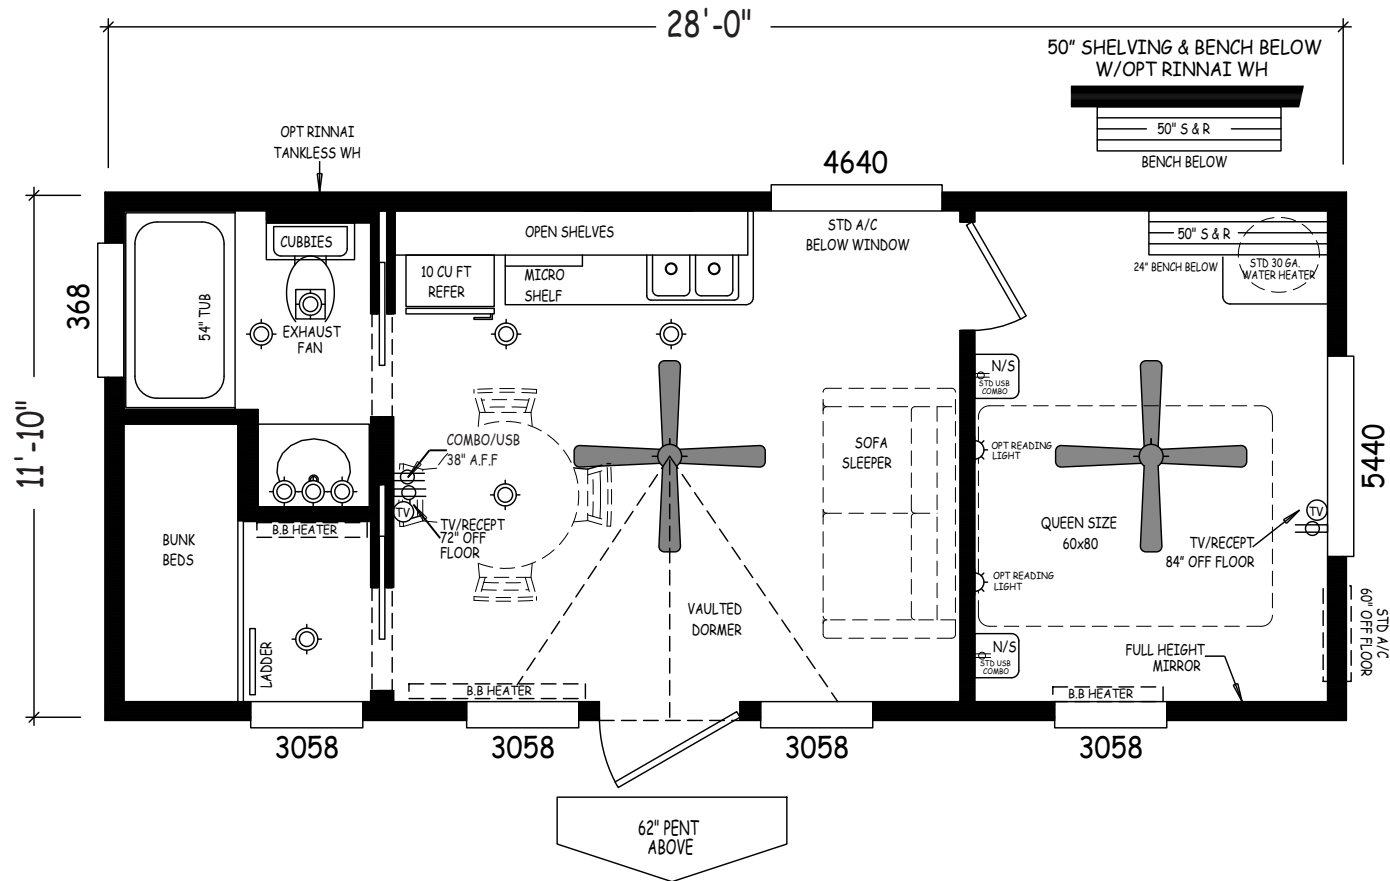 28'-0"
50" SHELVING & BENCH BELOW
W/OPT RINNAI WH
50" S & R
BENCH BELOW
OPT RINNAI
TANKLESS WH
4640
CUBBIES
OPEN SHELVES
STD A/C
BELOW WINDOW
50" S & R
24" BENCH BELOW
STD 30 GA.
WATER HEATER
10 CU FT
REFER
MICRO
SHELF
368
54" TUB
EXHAUST
FAN
N/S
STD USB
COMBO
11'-10"
COMBO/USB
38" A.F.F
SOFA
SLEEPER
OPT READING
LIGHT
5440
TV
TV/RECEPT
72" OFF
FLOOR
QUEEN SIZE
60x80
TV
TV/RECEPT
84" OFF FLOOR
B.B HEATER
BUNK
BEDS
OPT READING
LIGHT
VAULTED
DORMER
STD A/C
60" OFF FLOOR
N/S
STD USB
COMBO
FULL HEIGHT
MIRROR
LADDER
B.B HEATER
B.B HEATER
3058
3058
3058
3058
62" PENT
ABOVE